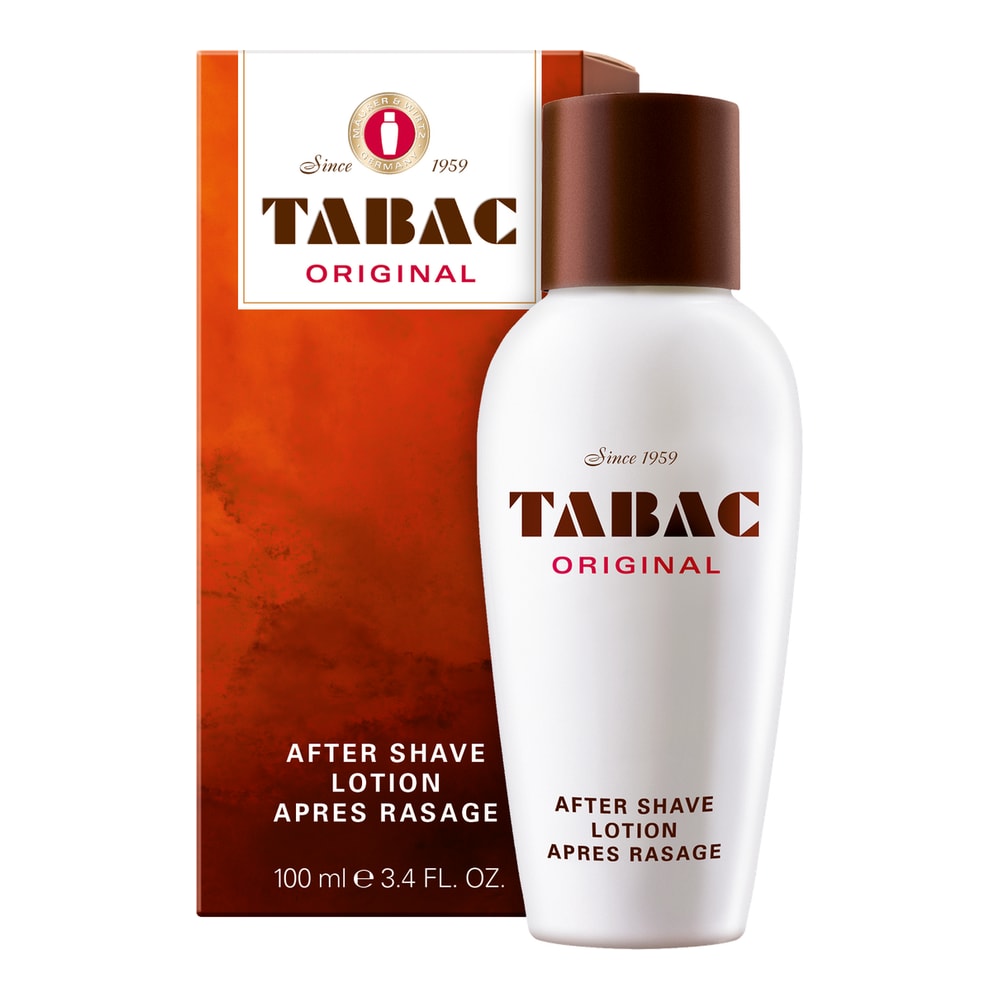 MÄURER & WIRTZ
GERMANY
Since 1959
TABAC
ORIGINAL
AFTER SHAVE
LOTION
APRES RASAGE
100 ml ℮ 3.4 FL. OZ.
Since 1959
TABAC
ORIGINAL
AFTER SHAVE
LOTION
APRES RASAGE